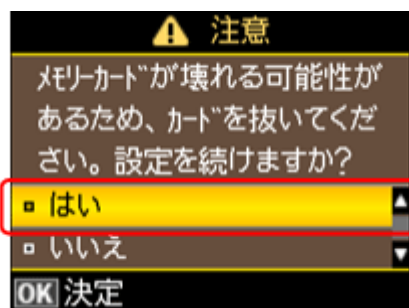 注意
ﾒﾓﾘｰｶｰﾄﾞが壊れる可能性が
あるため、ｶｰﾄﾞを抜いてくだ
さい。設定を続けますか?
はい
いいえ
OK 決定